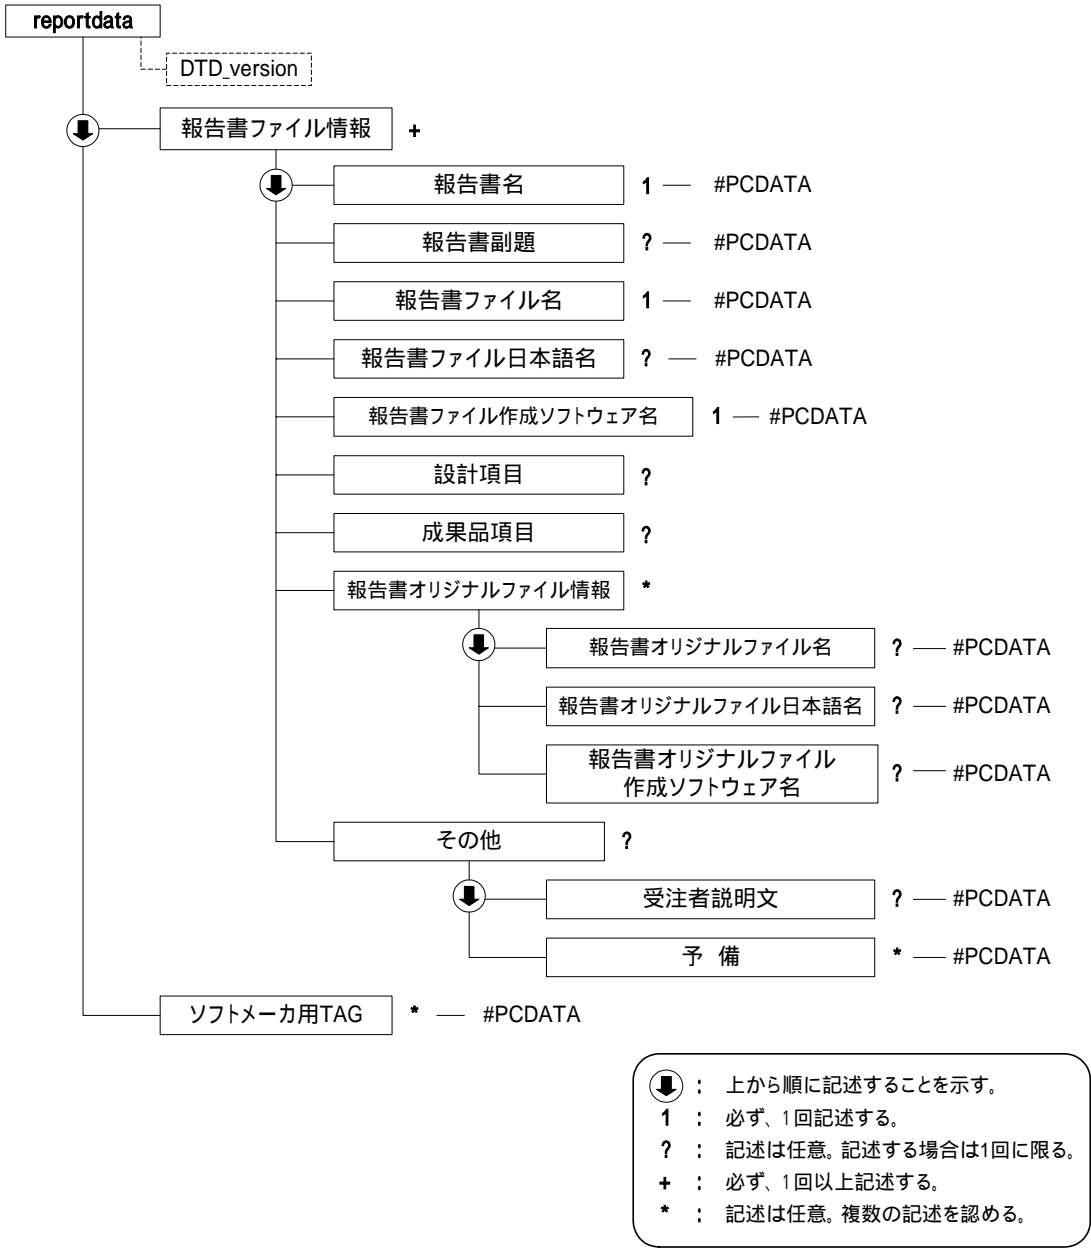 reportdata
DTD_version
報告書ファイル情報 +
報告書名 1 — #PCDATA
報告書副題 ? — #PCDATA
報告書ファイル名 1 — #PCDATA
報告書ファイル日本語名 ? — #PCDATA
報告書ファイル作成ソフトウェア名 1 — #PCDATA
設計項目 ?
成果品項目 ?
報告書オリジナルファイル情報 *
報告書オリジナルファイル名 ? — #PCDATA
報告書オリジナルファイル日本語名 ? — #PCDATA
報告書オリジナルファイル
作成ソフトウェア名 ? — #PCDATA
その他 ?
受注者説明文 ? — #PCDATA
予 備 * — #PCDATA
ソフトメーカ用TAG * — #PCDATA
: 上から順に記述することを示す。
1 : 必ず、1回記述する。
? : 記述は任意。記述する場合は1回に限る。
+ : 必ず、1回以上記述する。
* : 記述は任意。複数の記述を認める。